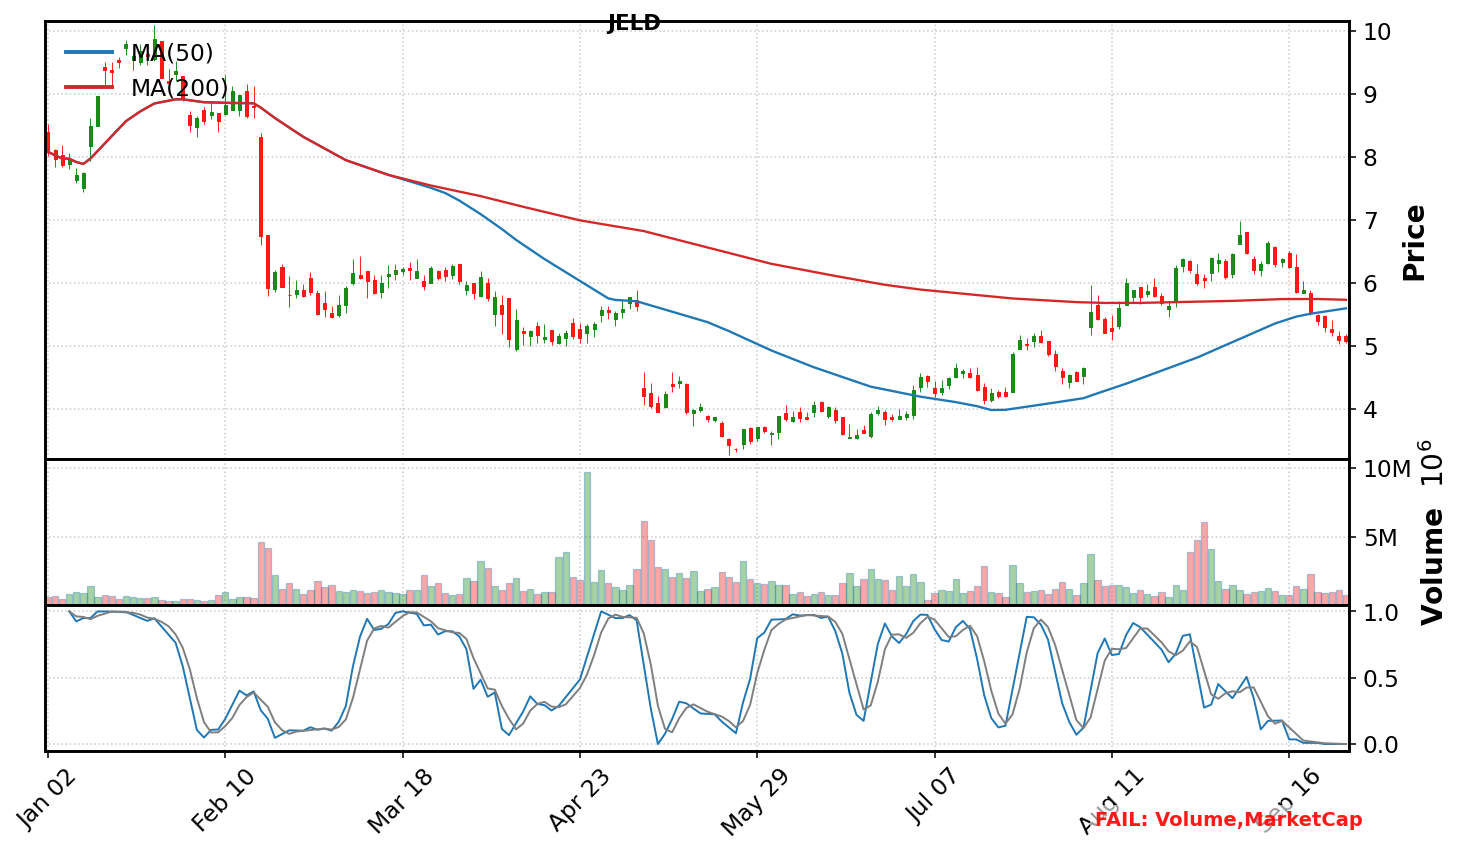 JELD
MA(50)
MA(200)
10
9
8
7
6
5
4
Price
10M
5M
Volume 10^6
1.0
0.5
0.0
Jan 02
Feb 10
Mar 18
Apr 23
May 29
Jul 07
Aug 11
Sep 16
FAIL: Volume,MarketCap